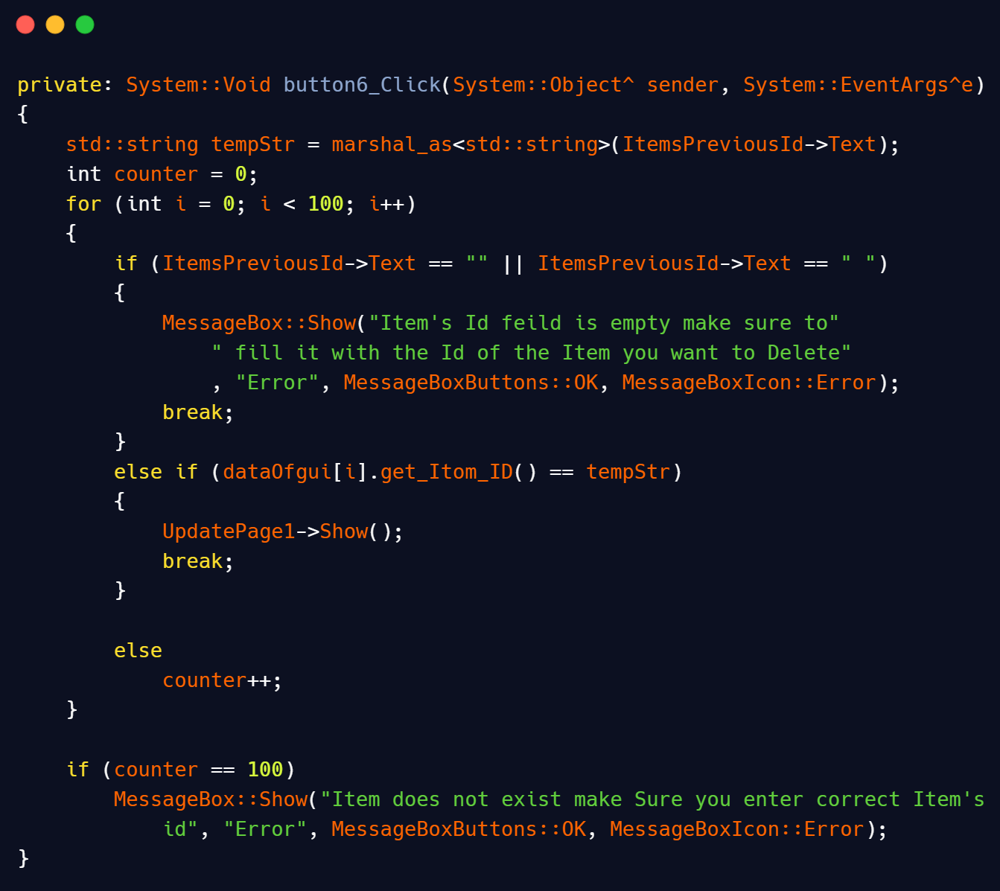 private: System::Void button6_Click(System::Object^ sender, System::EventArgs^e)
{
    std::string tempStr = marshal_as<std::string>(ItemsPreviousId->Text);
    int counter = 0;
    for (int i = 0; i < 100; i++)
    {
        if (ItemsPreviousId->Text == "" || ItemsPreviousId->Text == " ")
        {
            MessageBox::Show("Item's Id feild is empty make sure to"
                " fill it with the Id of the Item you want to Delete"
                , "Error", MessageBoxButtons::OK, MessageBoxIcon::Error);
            break;
        }
        else if (dataOfgui[i].get_Itom_ID() == tempStr)
        {
            UpdatePage1->Show();
            break;
        }

        else
            counter++;
    }

    if (counter == 100)
        MessageBox::Show("Item does not exist make Sure you enter correct Item's
            id", "Error", MessageBoxButtons::OK, MessageBoxIcon::Error);
}